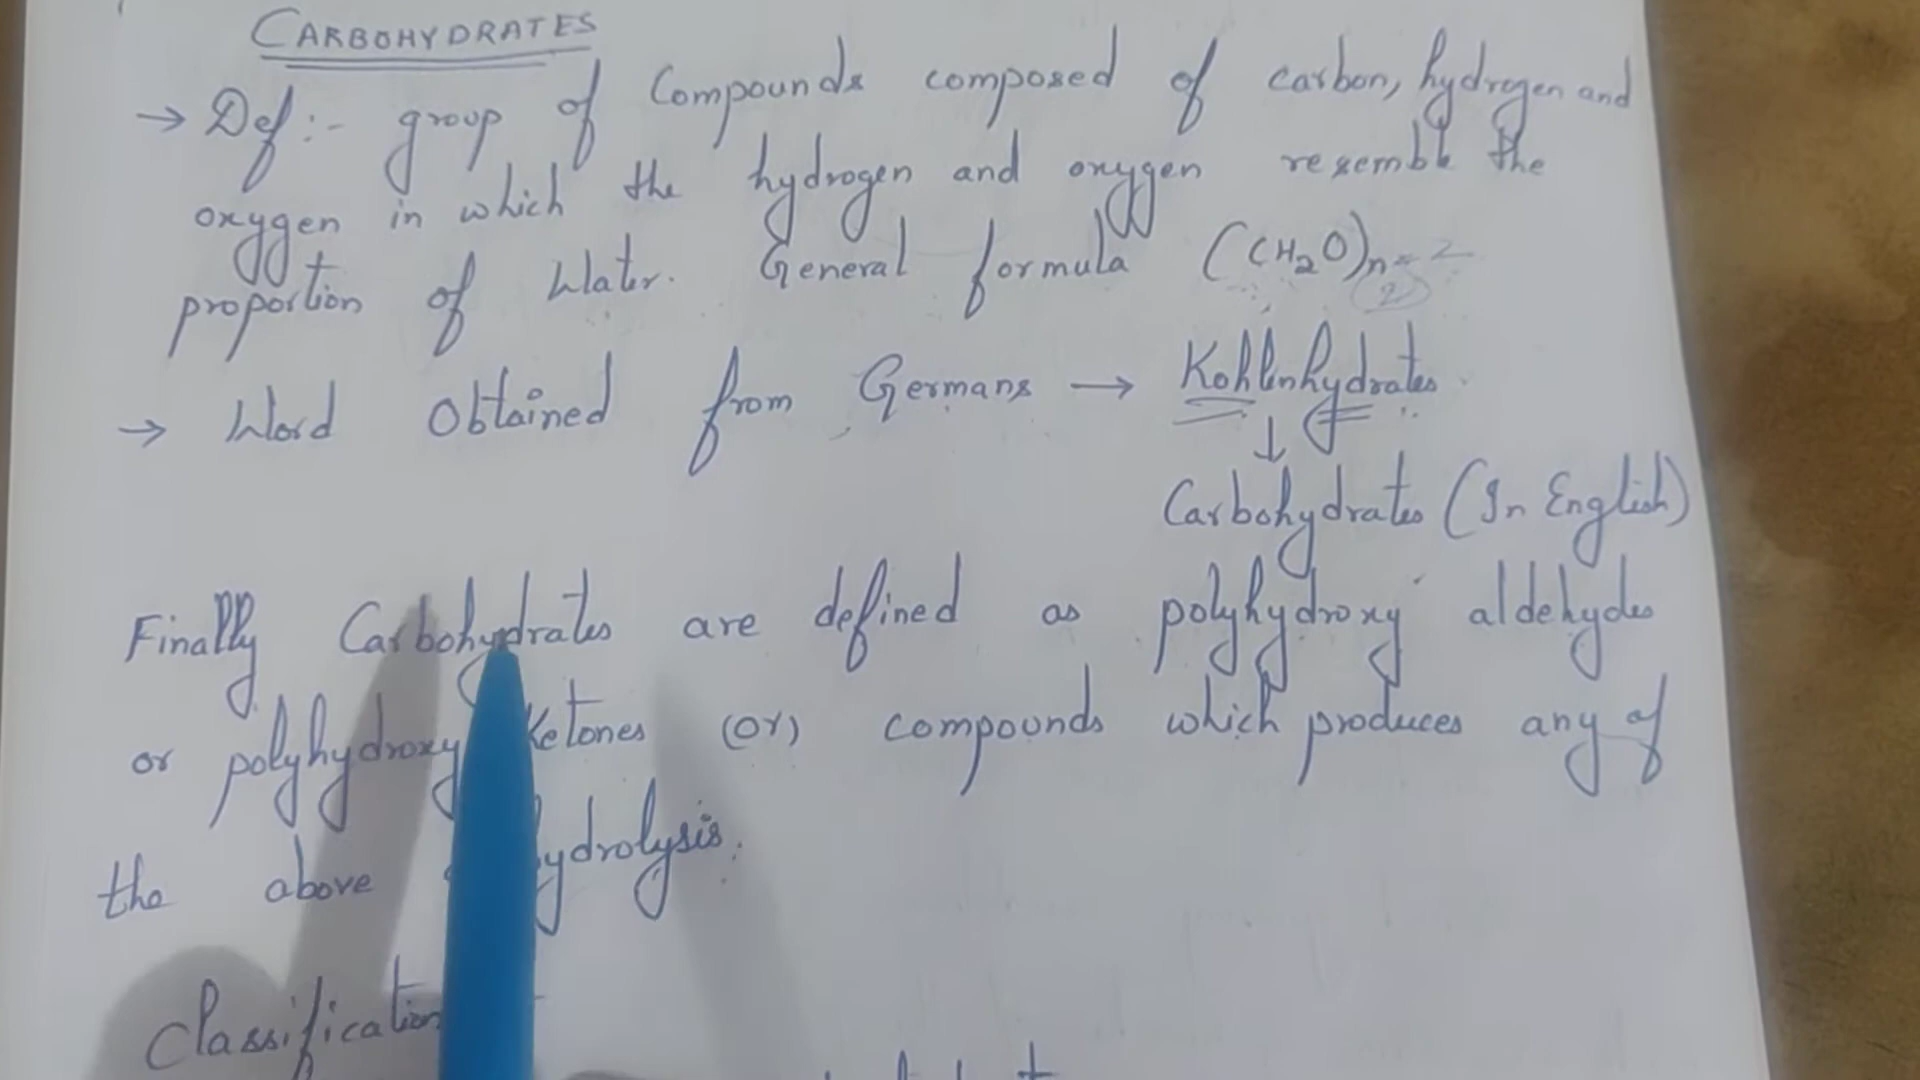 CARBOHYDRATES
→ Def :- group of Compounds composed of carbon, hydrogen and
oxygen in which the hydrogen and oxygen resemble the
proportion of Water. General formula (CH₂O)n
→ Word Obtained from Germans → Kohlenhydrates
↓
Carbohydrates (In English)
Finally Carbohydrates are defined as polyhydroxy aldehydes
or polyhydroxy Ketones (or) compounds which produces any of
the above hydrolysis.
Classification